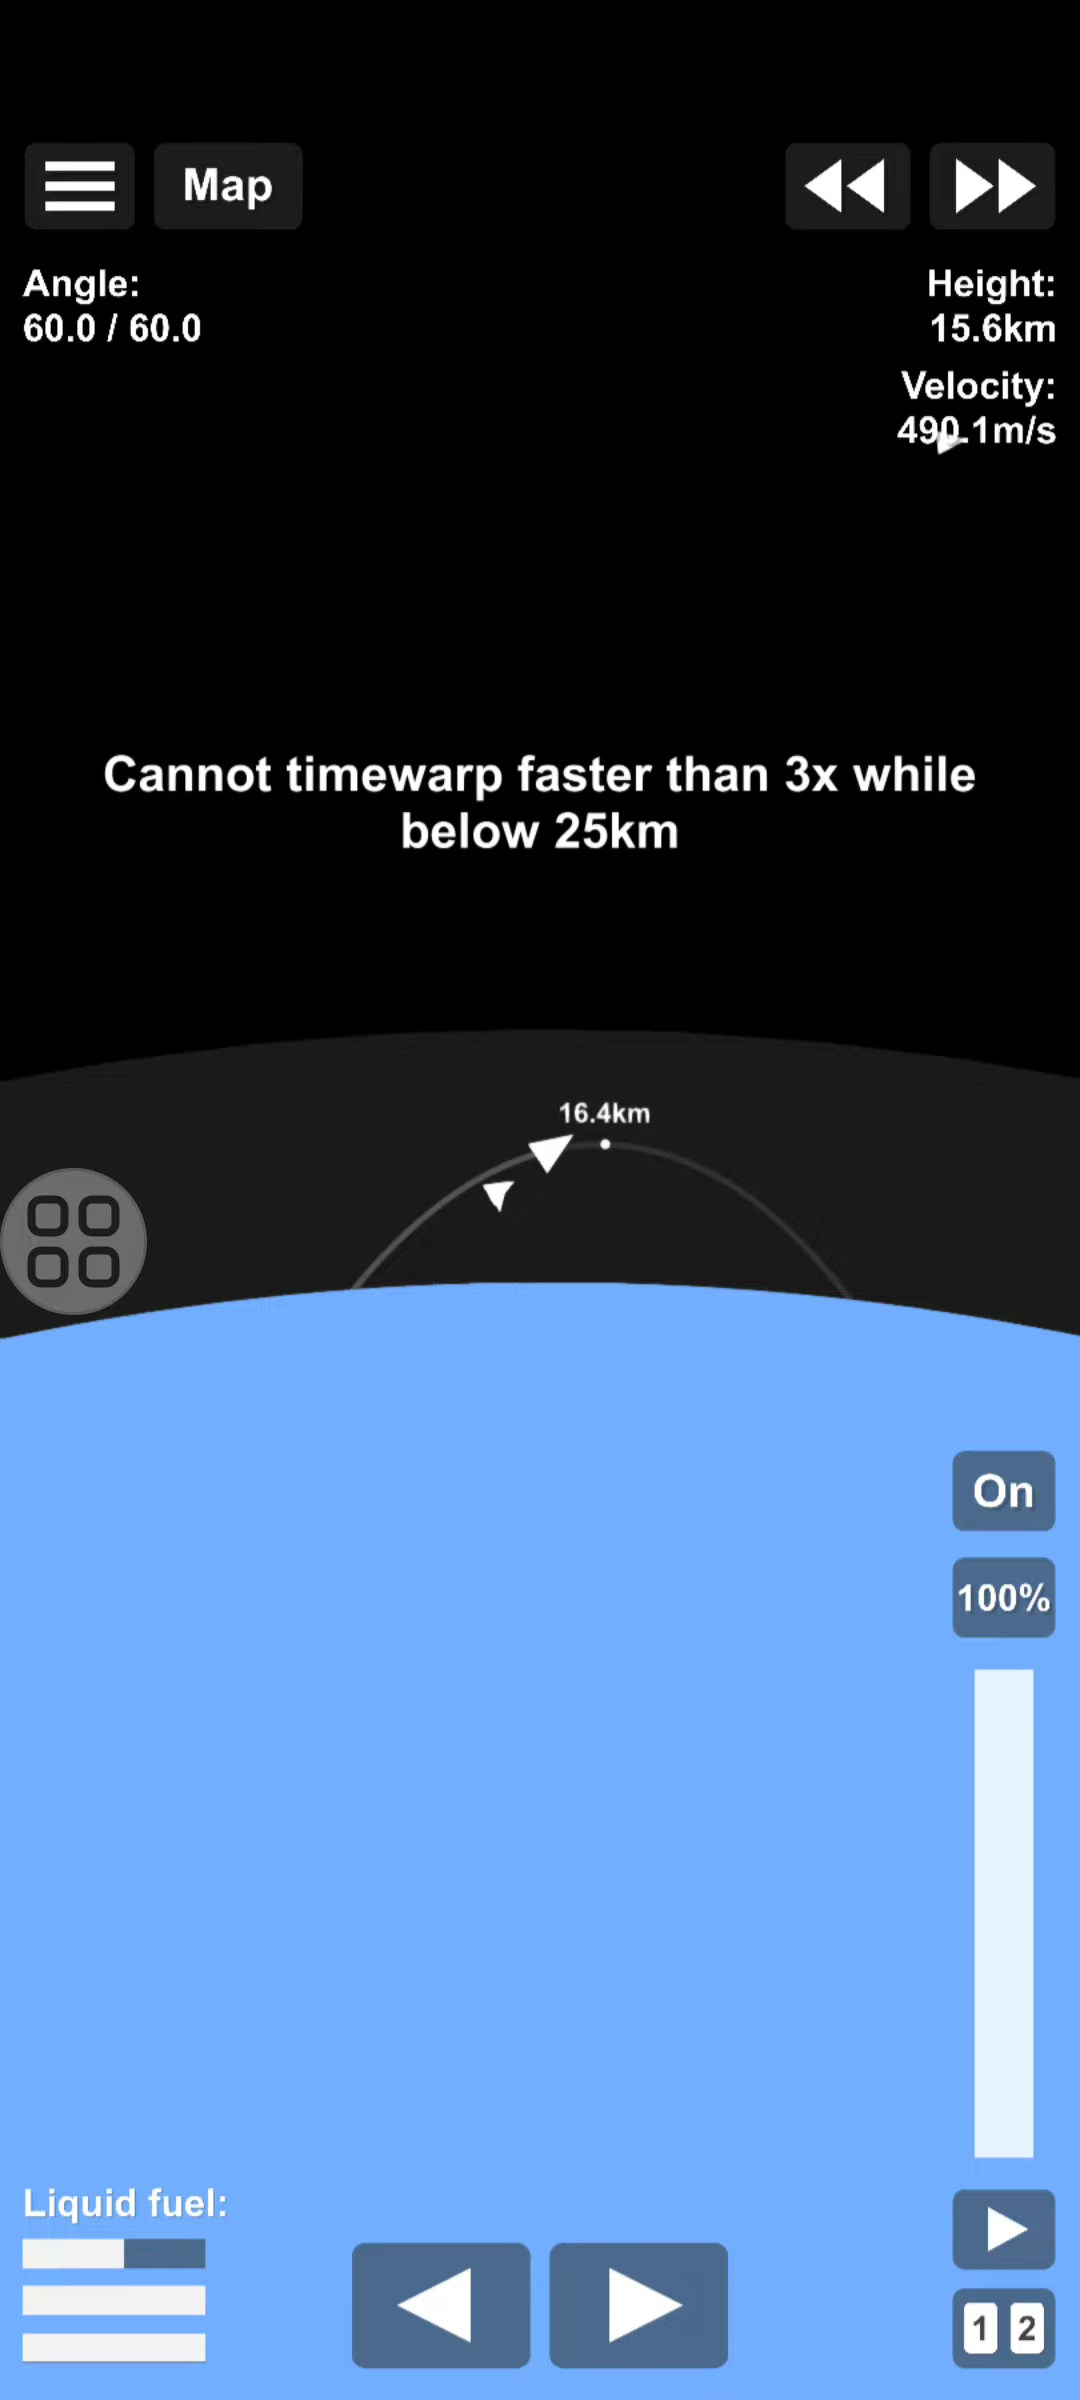 Map
Angle:
60.0 / 60.0
Height:
15.6km
Velocity:
490.1m/s
Cannot timewarp faster than 3x while
below 25km
16.4km
On
100%
Liquid fuel:
1 2